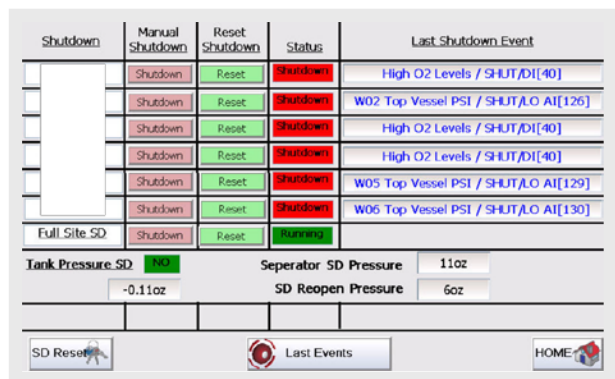 Shutdown Manual Shutdown Reset Shutdown Status Last Shutdown Event
Shutdown Reset Shutdown High O2 Levels / SHUT/DI[40]
Shutdown Reset Shutdown W02 Top Vessel PSI / SHUT/LO AI[126]
Shutdown Reset Shutdown High O2 Levels / SHUT/DI[40]
Shutdown Reset Shutdown High O2 Levels / SHUT/DI[40]
Shutdown Reset Shutdown W05 Top Vessel PSI / SHUT/LO AI[129]
Shutdown Reset Shutdown W06 Top Vessel PSI / SHUT/LO AI[130]
Full Site SD Shutdown Reset Running
Tank Pressure SD NO Seperator SD Pressure 11oz
-0.11oz SD Reopen Pressure 6oz
SD Reset Last Events HOME